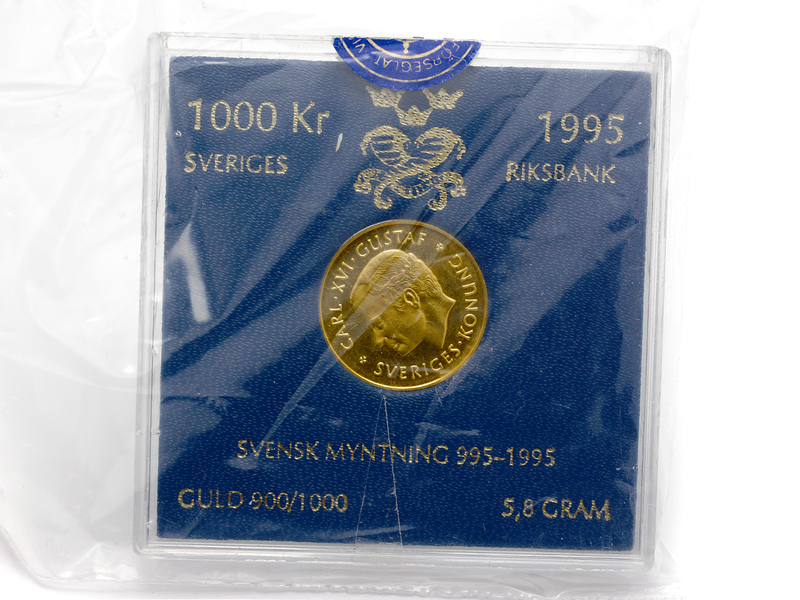 FÖRSEGLAT
1000 Kr
1995
SVERIGES
RIKSBANK
CARL·XVI·GUSTAF * SVERIGES·KONUNG *
SVENSK MYNTNING 995–1995
GULD 900/1000
5,8 GRAM